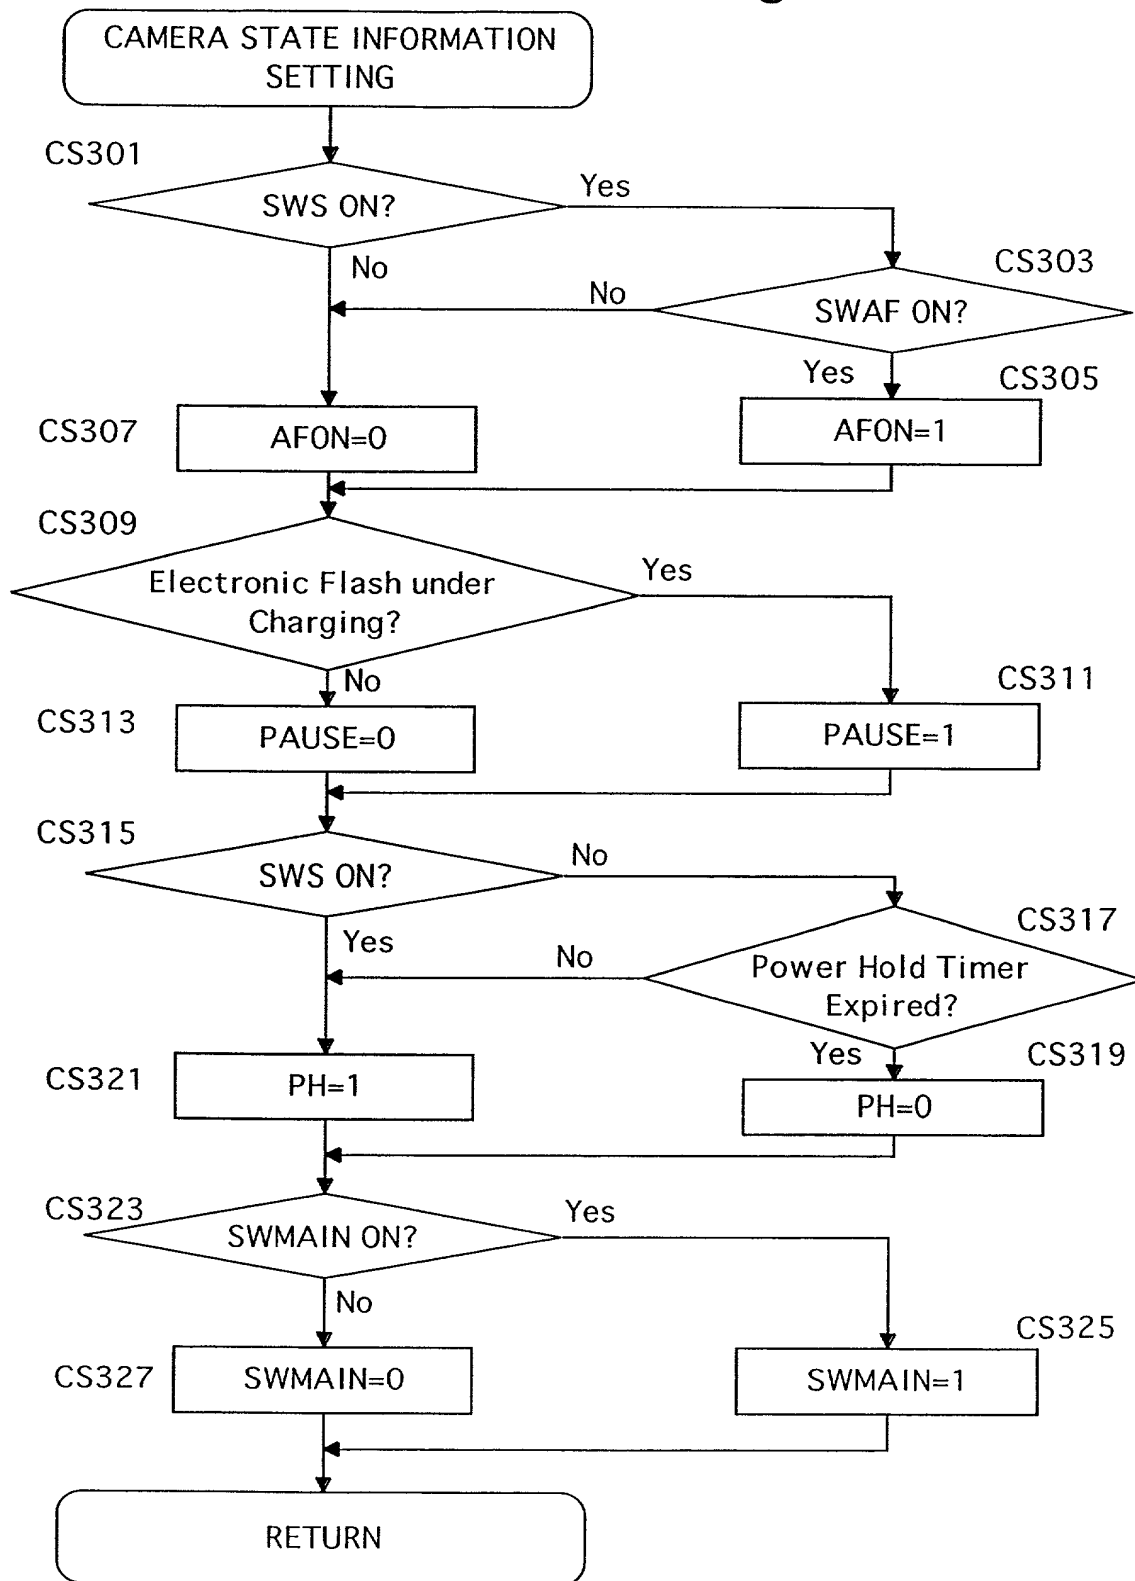 g
CAMERA STATE INFORMATION
SETTING
CS301
SWS ON?
Yes
No
CS303
SWAF ON?
No
Yes
CS305
AFON=1
CS307
AFON=0
CS309
Electronic Flash under
Charging?
Yes
No
CS311
PAUSE=1
CS313
PAUSE=0
CS315
SWS ON?
No
Yes
CS317
Power Hold Timer
Expired?
No
Yes
CS319
PH=0
CS321
PH=1
CS323
SWMAIN ON?
Yes
No
CS325
SWMAIN=1
CS327
SWMAIN=0
RETURN